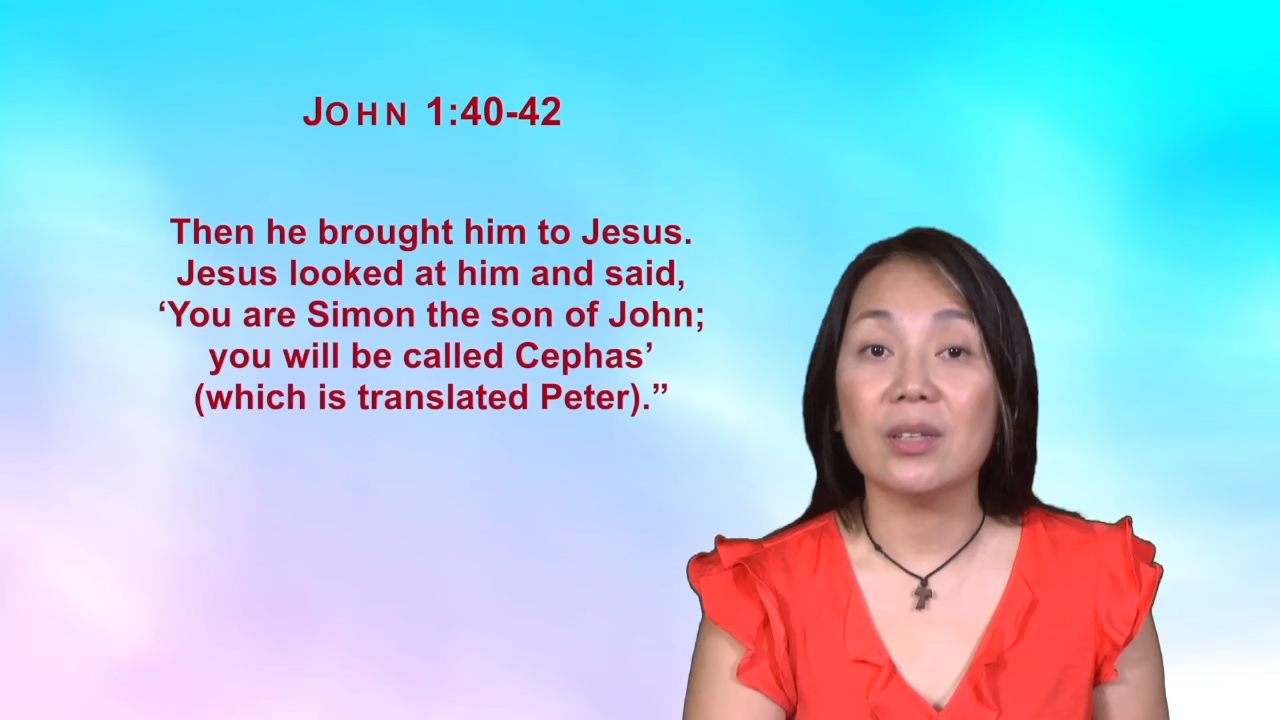 JOHN 1:40-42
Then he brought him to Jesus.
Jesus looked at him and said,
‘You are Simon the son of John;
you will be called Cephas’
(which is translated Peter).”